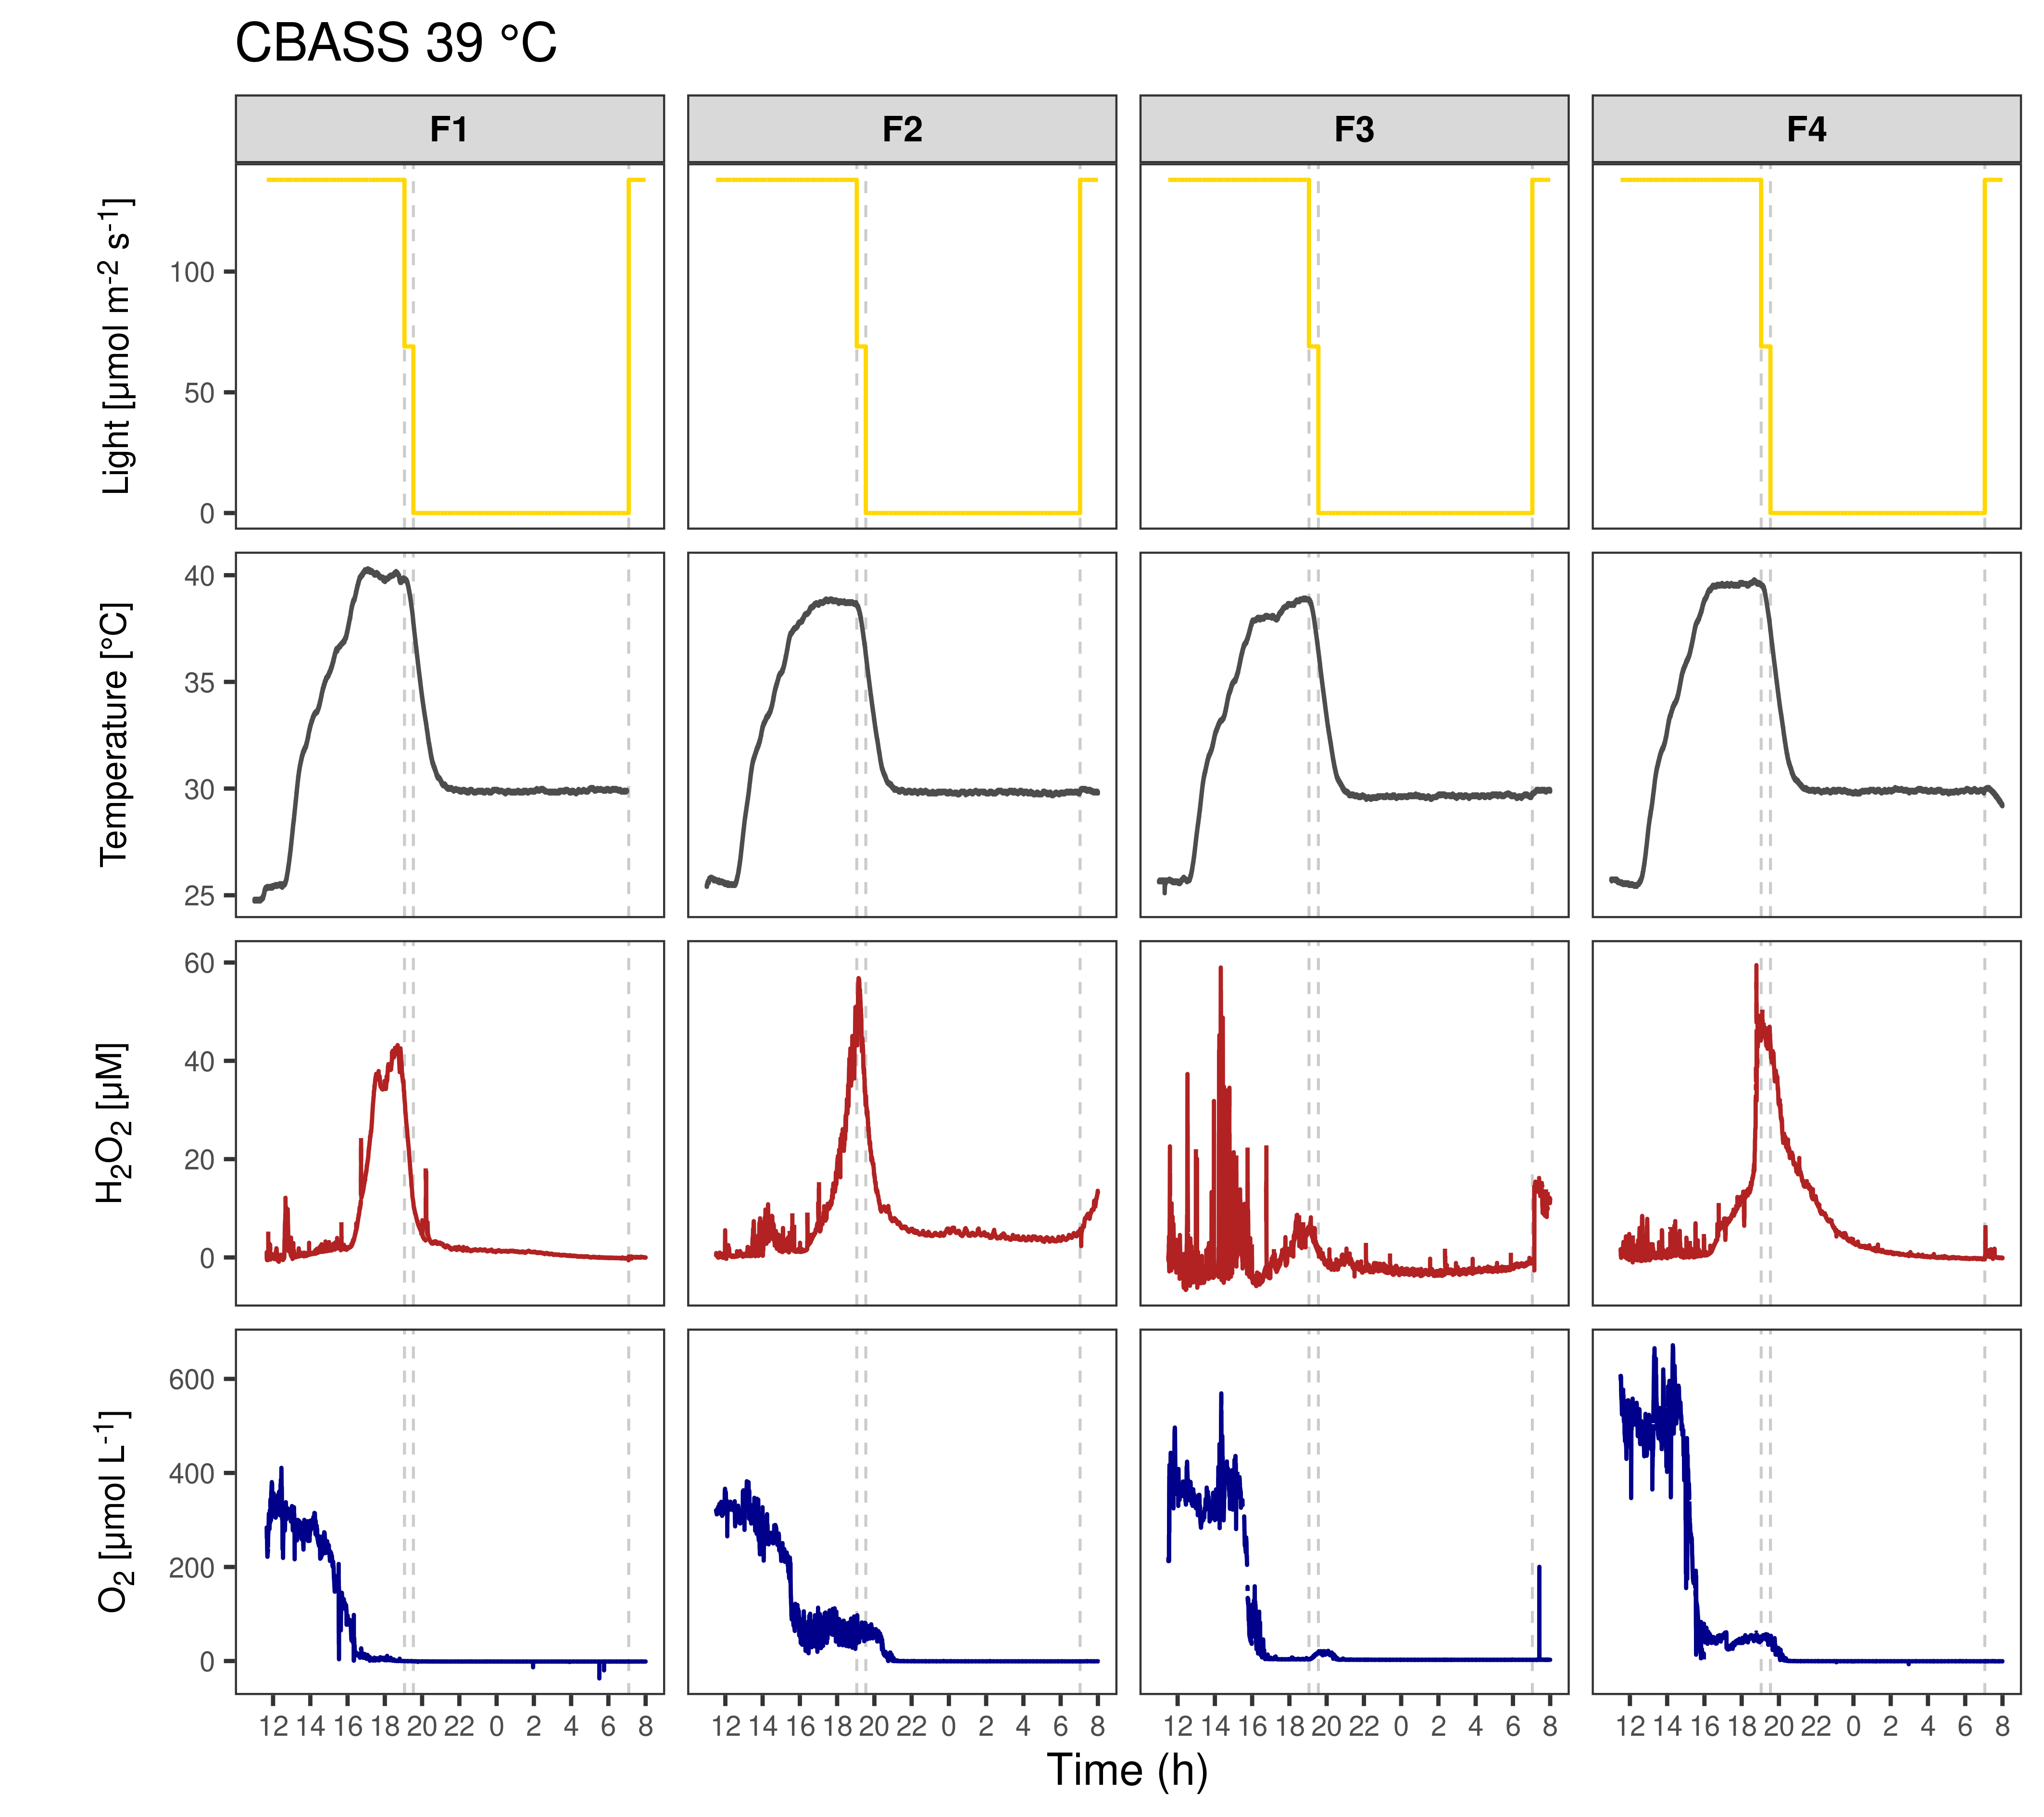 CBASS 39 °C
F1 F2 F3 F4
Light [µmol m-2 s-1]
100
50
0
Temperature [°C]
40
35
30
25
H2O2 [µM]
60
40
20
0
O2 [µmol L-1]
600
400
200
0
12 14 16 18 20 22 0 2 4 6 8 12 14 16 18 20 22 0 2 4 6 8 12 14 16 18 20 22 0 2 4 6 8 12 14 16 18 20 22 0 2 4 6 8
Time (h)